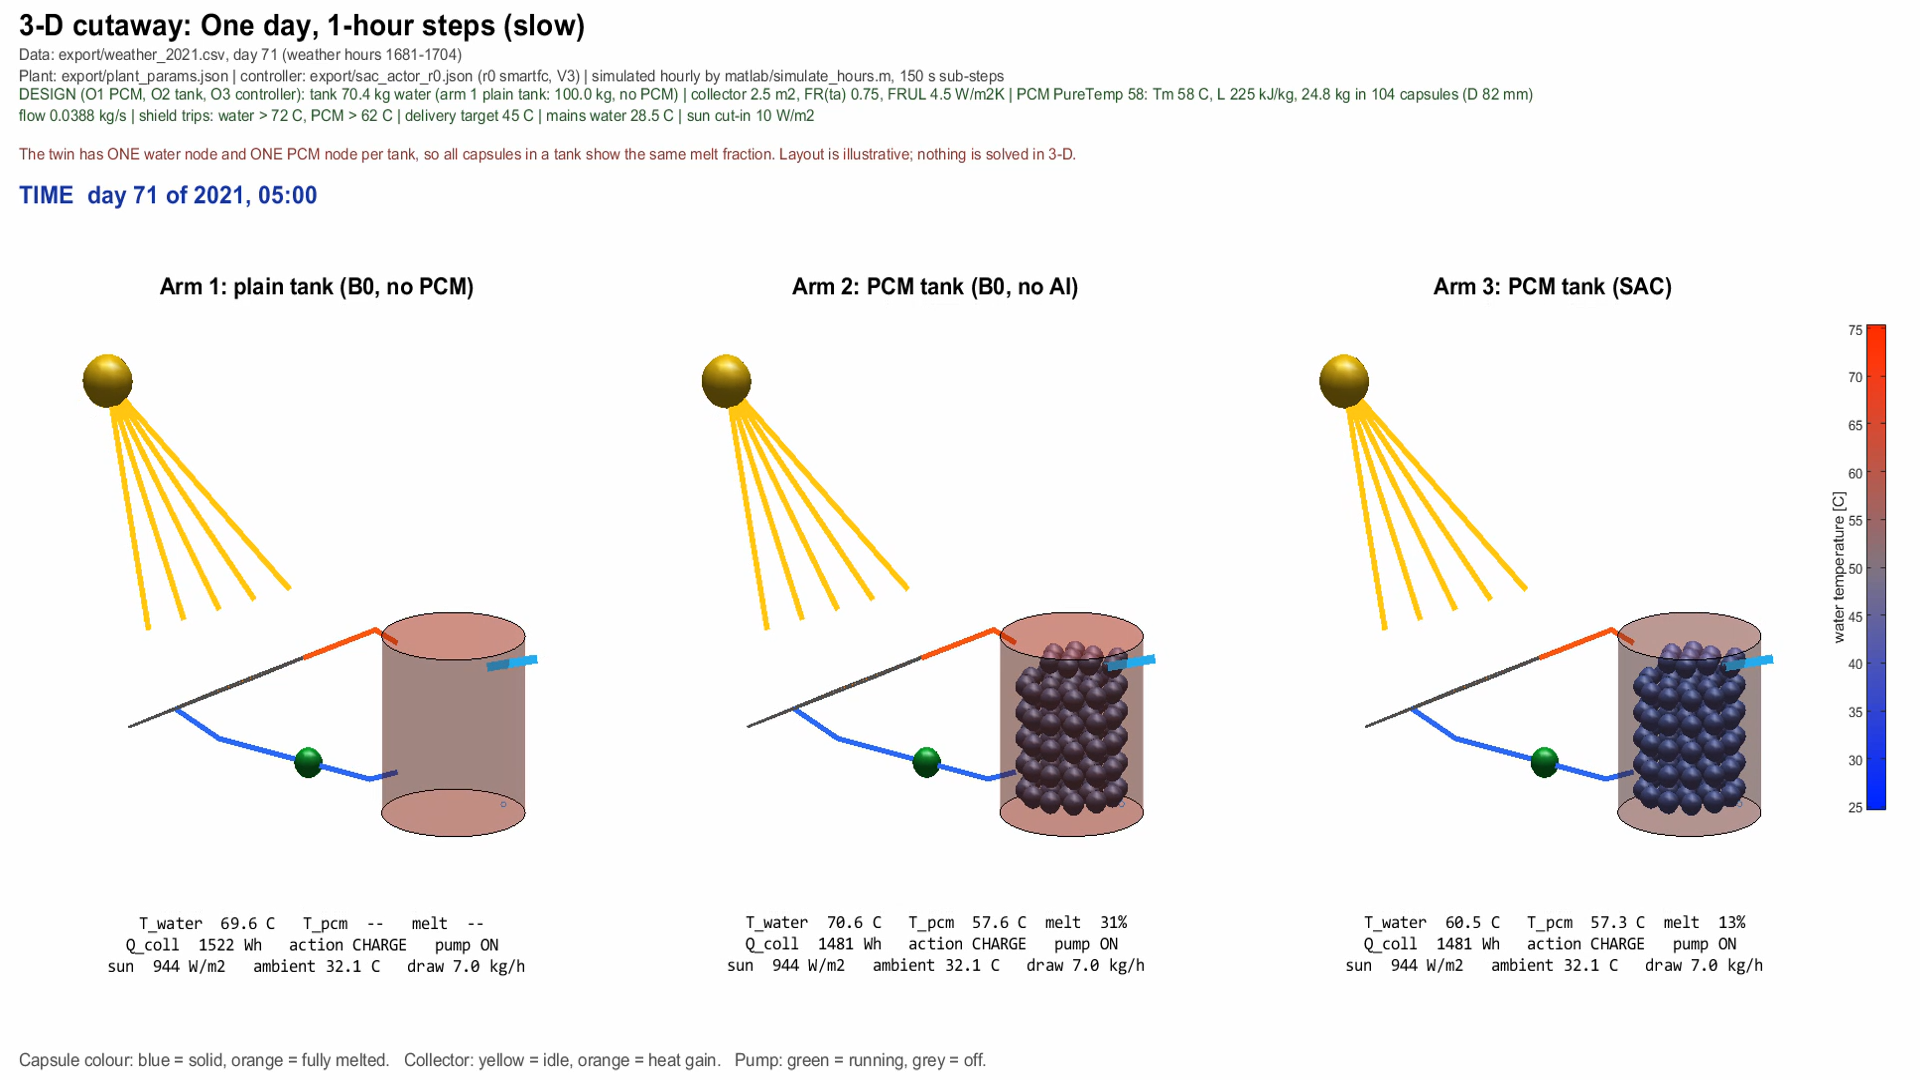 3-D cutaway: One day, 1-hour steps (slow)
Data: export/weather_2021.csv, day 71 (weather hours 1681-1704)
Plant: export/plant_params.json | controller: export/sac_actor_r0.json (r0 smartfc, V3) | simulated hourly by matlab/simulate_hours.m, 150 s sub-steps
DESIGN (O1 PCM, O2 tank, O3 controller): tank 70.4 kg water (arm 1 plain tank: 100.0 kg, no PCM) | collector 2.5 m2, FR(ta) 0.75, FRUL 4.5 W/m2K | PCM PureTemp 58: Tm 58 C, L 225 kJ/kg, 24.8 kg in 104 capsules (D 82 mm)
flow 0.0388 kg/s | shield trips: water > 72 C, PCM > 62 C | delivery target 45 C | mains water 28.5 C | sun cut-in 10 W/m2
The twin has ONE water node and ONE PCM node per tank, so all capsules in a tank show the same melt fraction. Layout is illustrative; nothing is solved in 3-D.
TIME  day 71 of 2021, 05:00
Arm 1: plain tank (B0, no PCM)
Arm 2: PCM tank (B0, no AI)
Arm 3: PCM tank (SAC)
75
70
65
60
55
50
45
40
35
30
25
water temperature [C]
T_water  69.6 C   T_pcm  --   melt  --
Q_coll  1522 Wh   action CHARGE   pump ON
sun  944 W/m2   ambient 32.1 C   draw 7.0 kg/h
T_water  70.6 C   T_pcm  57.6 C  melt  31%
Q_coll  1481 Wh   action CHARGE   pump ON
sun  944 W/m2   ambient 32.1 C   draw 7.0 kg/h
T_water  60.5 C   T_pcm  57.3 C  melt  13%
Q_coll  1481 Wh   action CHARGE   pump ON
sun  944 W/m2   ambient 32.1 C   draw 7.0 kg/h
Capsule colour: blue = solid, orange = fully melted.   Collector: yellow = idle, orange = heat gain.   Pump: green = running, grey = off.